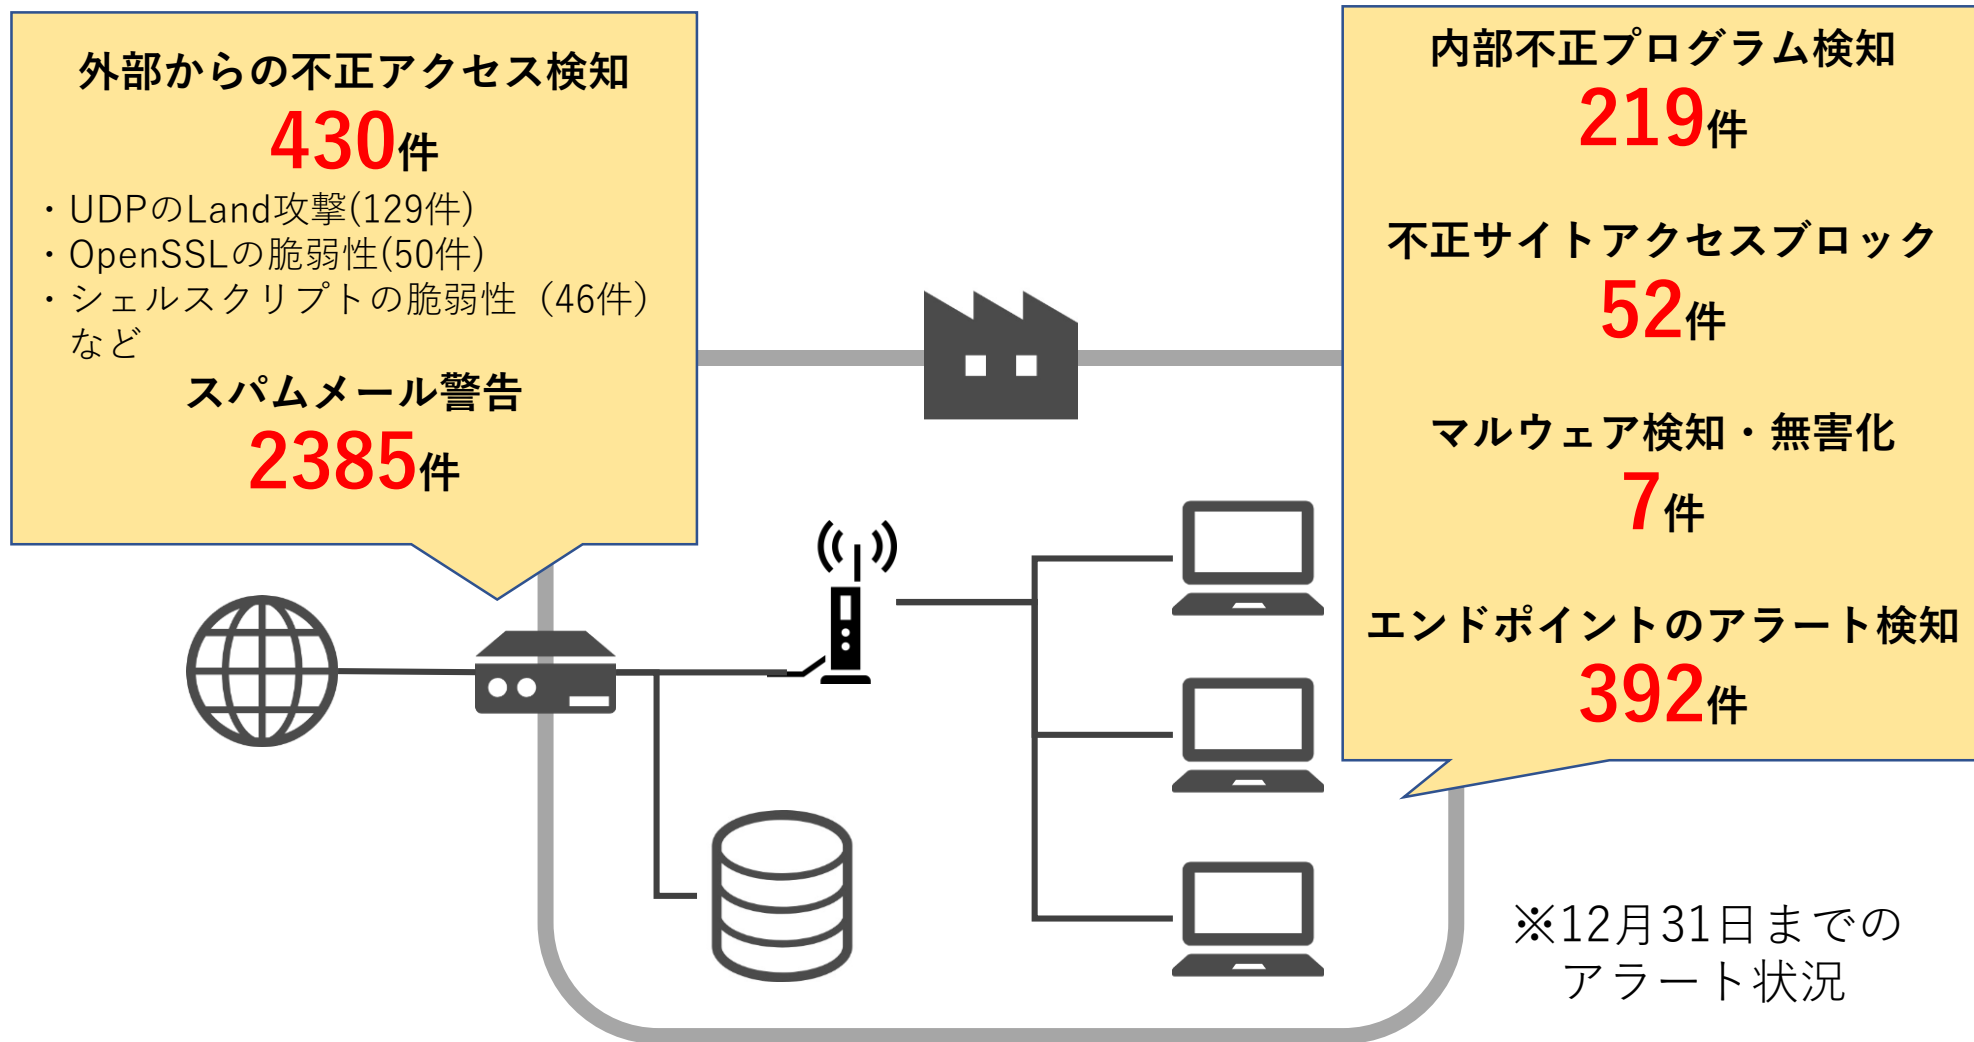 外部からの不正アクセス検知
430件
・UDPのLand攻撃(129件)
・OpenSSLの脆弱性(50件)
・シェルスクリプトの脆弱性（46件）
など
スパムメール警告
2385件
内部不正プログラム検知
219件
不正サイトアクセスブロック
52件
マルウェア検知・無害化
7件
エンドポイントのアラート検知
392件
※12月31日までの
アラート状況